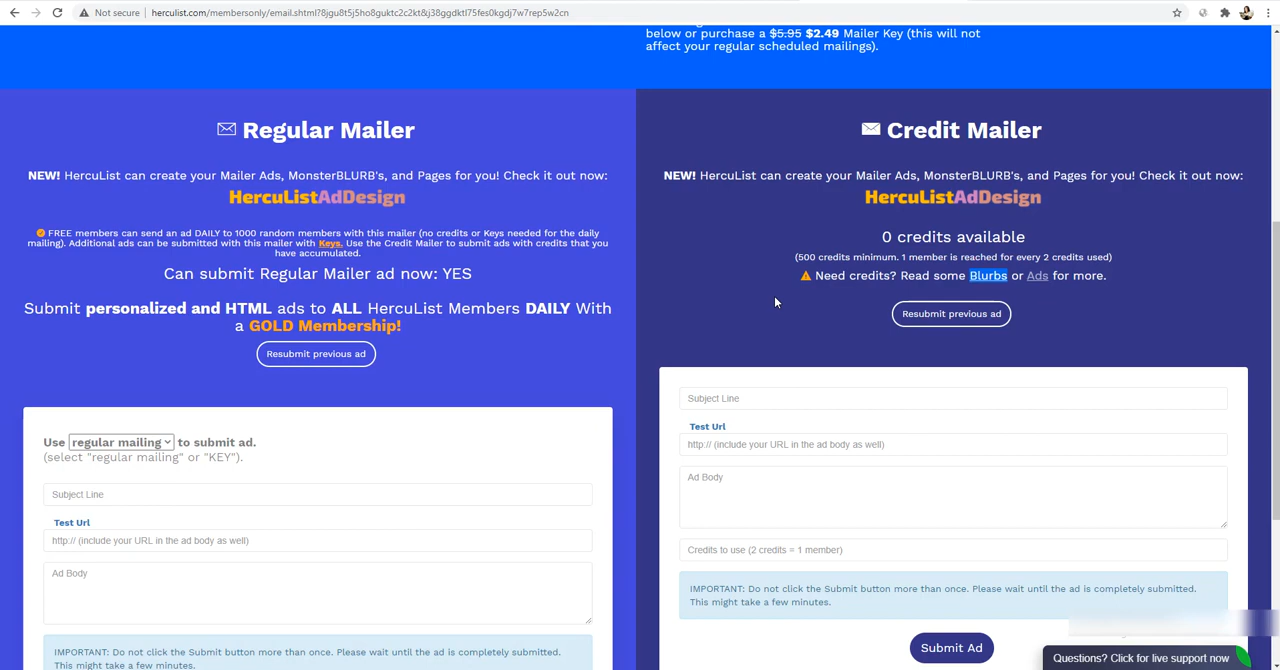 Not secure | herculist.com/membersonly/email.shtml?8jgu8t5j5ho8guktc2c2kt&j38ggdktl75fes0kgdj7w7rep5w2cn
below or purchase a $5.95 $2.49 Mailer Key (this will not
affect your regular scheduled mailings).
Regular Mailer
NEW! HercuList can create your Mailer Ads, MonsterBLURB's, and Pages for you! Check it out now:
HercuListAdDesign
FREE members can send an ad DAILY to 1000 random members with this mailer (no credits or Keys needed for the daily
mailing). Additional ads can be submitted with this mailer with Keys. Use the Credit Mailer to submit ads with credits that you
have accumulated.
Can submit Regular Mailer ad now: YES
Submit personalized and HTML ads to ALL HercuList Members DAILY With
a GOLD Membership!
Resubmit previous ad
Use regular mailing to submit ad.
(select "regular mailing" or "KEY").
Subject Line
Test Url
http:// (include your URL in the ad body as well)
Ad Body
IMPORTANT: Do not click the Submit button more than once. Please wait until the ad is completely submitted.
This might take a few minutes.
Credit Mailer
NEW! HercuList can create your Mailer Ads, MonsterBLURB's, and Pages for you! Check it out now:
HercuListAdDesign
0 credits available
(500 credits minimum. 1 member is reached for every 2 credits used)
Need credits? Read some Blurbs or Ads for more.
Resubmit previous ad
Subject Line
Test Url
http:// (include your URL in the ad body as well)
Ad Body
Credits to use (2 credits = 1 member)
IMPORTANT: Do not click the Submit button more than once. Please wait until the ad is completely submitted.
This might take a few minutes.
Submit Ad
Questions? Click for live support now